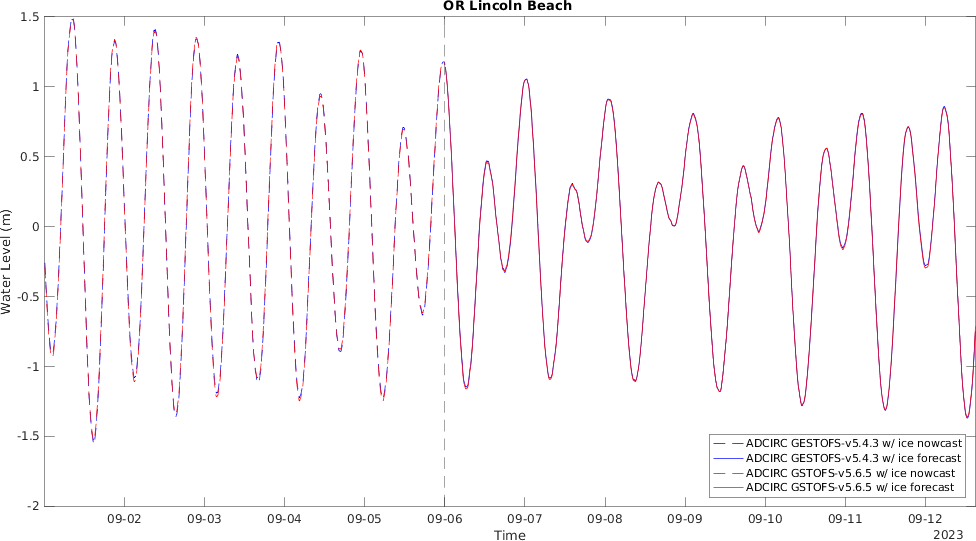 OR Lincoln Beach
1.5
1
0.5
0
-0.5
-1
-1.5
-2
Water Level (m)
ADCIRC GESTOFS-v5.4.3 w/ ice nowcast
ADCIRC GESTOFS-v5.4.3 w/ ice forecast
ADCIRC GSTOFS-v5.6.5 w/ ice nowcast
ADCIRC GSTOFS-v5.6.5 w/ ice forecast
09-02 09-03 09-04 09-05 09-06 09-07 09-08 09-09 09-10 09-11 09-12
Time
2023